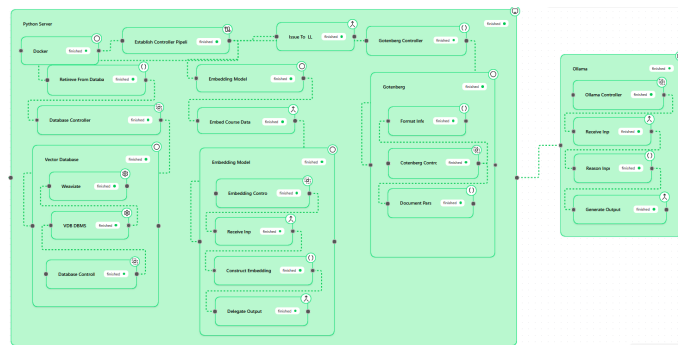 Python Server
finished
Docker
finished
Establish Controller Pipeli
finished
Issue To LL
finished
Gotenberg Controller
finished
Retrieve From Databa
finished
Embedding Model
finished
Gotenberg
finished
Database Controller
finished
Embed Course Data
finished
Format Info
finished
Vector Database
finished
Embedding Model
finished
Gotenberg Contrc
finished
Weaviate
finished
Embedding Contro
finished
Document Pars
finished
VDB DBMS
finished
Receive Inp
finished
Database Controll
finished
Construct Embedding
finished
Delegate Output
finished
Ollama
finished
Ollama Controller
finished
Receive Inp
finished
Reason Inpu
finished
Generate Output
finished